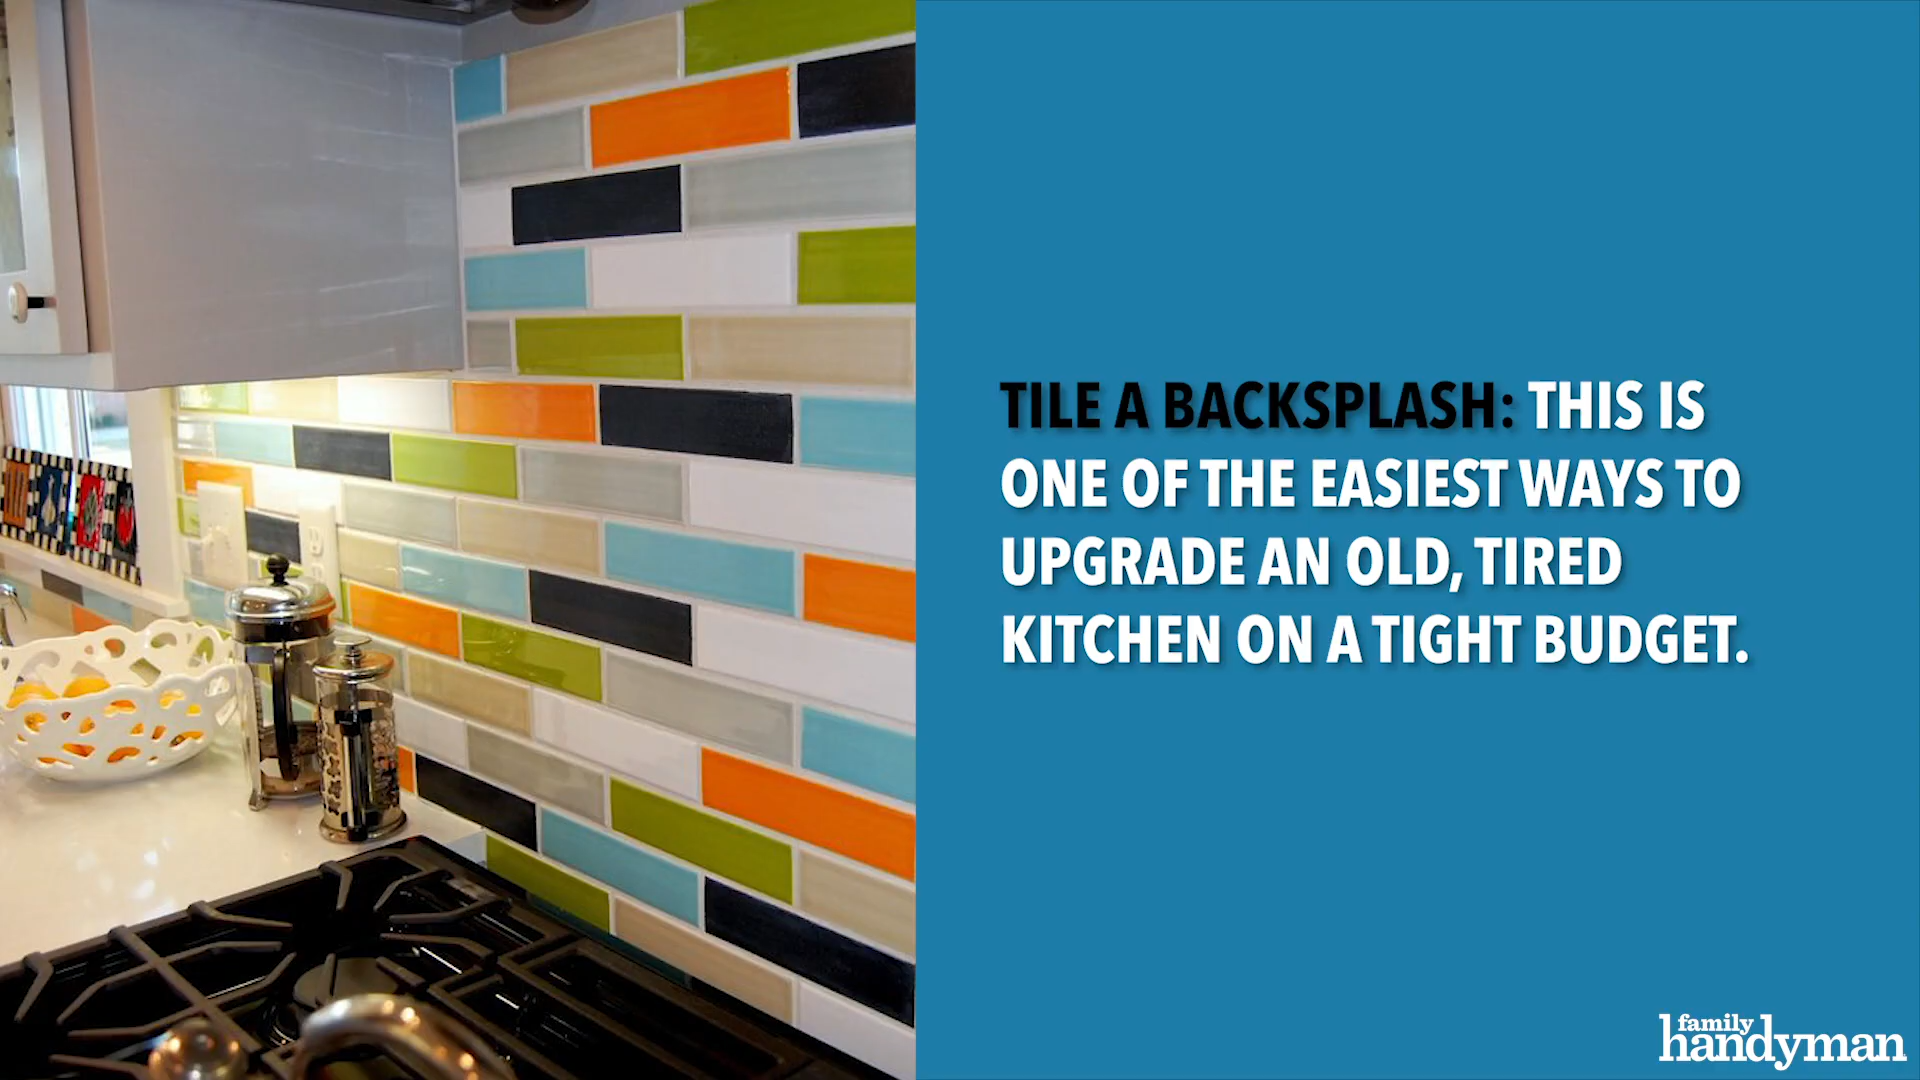 TILE A BACKSPLASH: THIS IS
ONE OF THE EASIEST WAYS TO
UPGRADE AN OLD, TIRED
KITCHEN ON A TIGHT BUDGET.
family
handyman